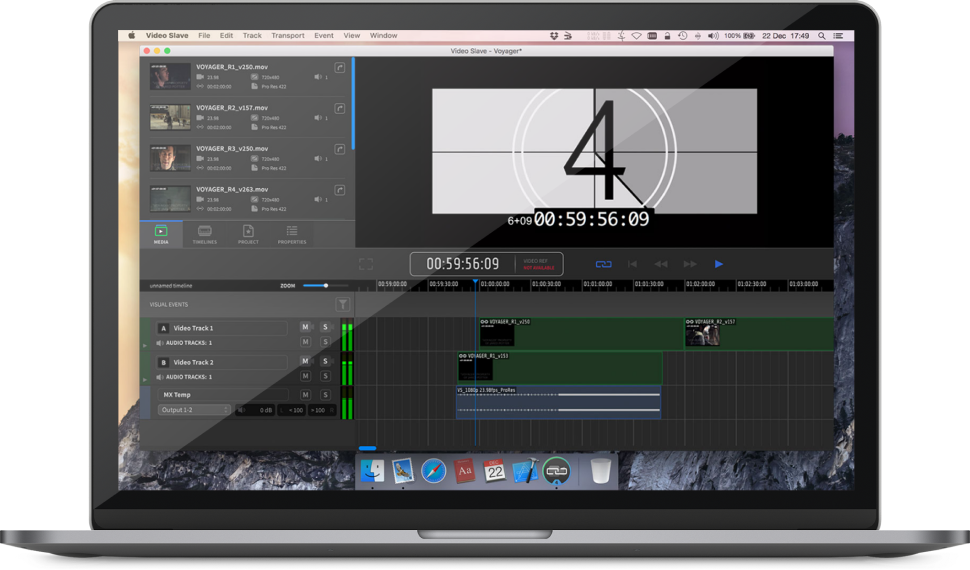 Video Slave File Edit Track Transport Event View Window 100% 22 Dec 17:49
Video Slave - Voyager*
VOYAGER_R1_v250.mov
23.98 720x480 1
00:02:00:00 Pro Res 422
VOYAGER_R2_v157.mov
23.98 720x480 1
00:02:00:00 Pro Res 422
VOYAGER_R3_v250.mov
23.98 720x480 1
00:02:00:00 Pro Res 422
VOYAGER_R4_v263.mov
23.98 720x480 1
00:02:00:00 Pro Res 422
4
6+09 00:59:56:09
MEDIA TIMELINES PROJECT PROPERTIES
00:59:56:09 VIDEO REF
NOT AVAILABLE
unnamed timeline ZOOM
00:59:00:00 00:59:30:00 01:00:00:00 01:00:30:00 01:01:00:00 01:01:30:00 01:02:00:00 01:02:30:00 01:03:00:00
VISUAL EVENTS
A Video Track 1 M S
AUDIO TRACKS: 1 M S
VOYAGER_R1_v250
VOYAGER_R2_v157
B Video Track 2 M S
AUDIO TRACKS: 1 M S
VOYAGER_R1_v153
MX Temp M S
Output 1-2 0 dB L <100 >100 R
VS_1080p 23.98fps_ProRes
Aa
DEC
22